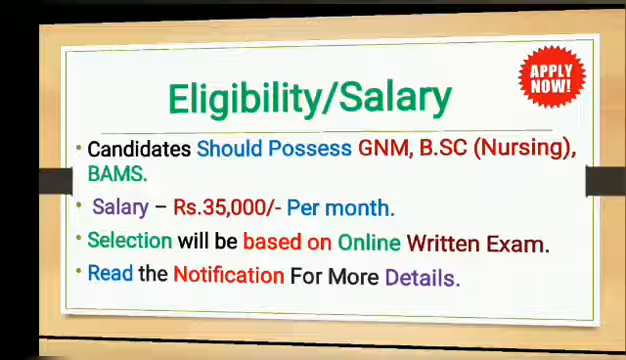 APPLY
NOW!
Eligibility/Salary
• Candidates Should Possess GNM, B.SC (Nursing),
BAMS.
• Salary – Rs.35,000/- Per month.
• Selection will be based on Online Written Exam.
• Read the Notification For More Details.